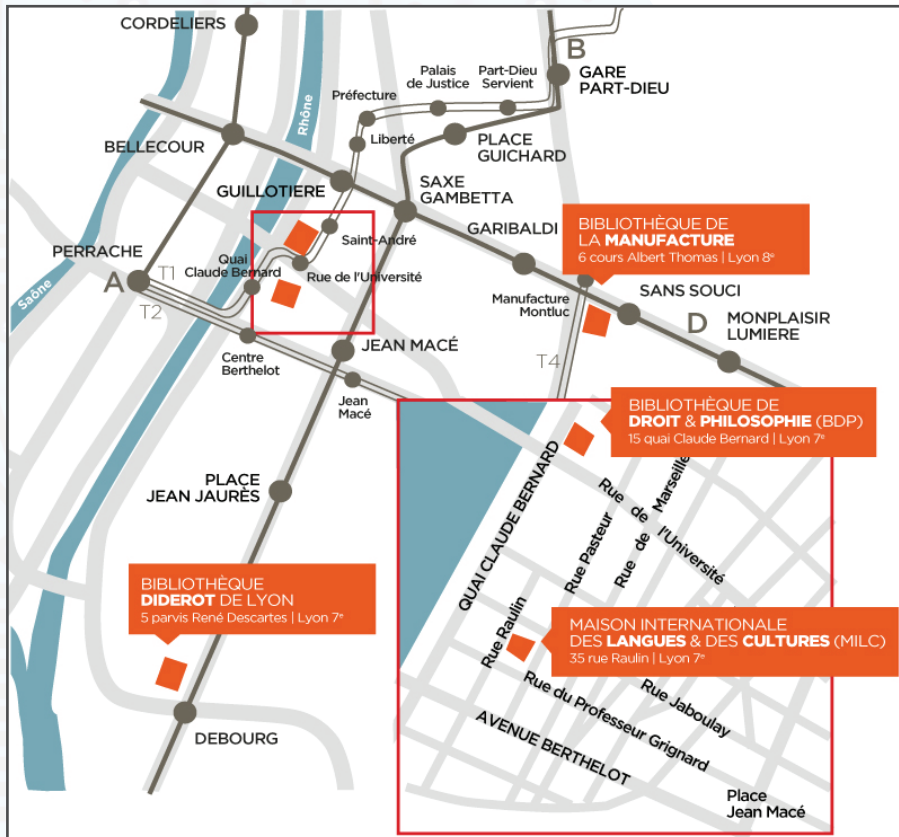 CORDELIERS
B
GARE
PART-DIEU
Palais
de Justice
Part-Dieu
Servient
Préfecture
Rhône
Liberté
PLACE
GUICHARD
BELLECOUR
GUILLOTIERE
SAXE
GAMBETTA
GARIBALDI
BIBLIOTHÈQUE DE
LA MANUFACTURE
6 cours Albert Thomas | Lyon 8e
Saint-André
PERRACHE
A
T1
T2
Saône
Quai
Claude Bernard
Rue de l'Université
Manufacture
Montluc
SANS SOUCI
D
MONPLAISIR
LUMIERE
T4
Centre
Berthelot
JEAN MACÉ
Jean
Macé
BIBLIOTHÈQUE DE
DROIT & PHILOSOPHIE (BDP)
15 quai Claude Bernard | Lyon 7e
PLACE
JEAN JAURÈS
QUAI CLAUDE BERNARD
Rue Pasteur
Rue de Marseille
Rue de l'Université
BIBLIOTHÈQUE
DIDEROT DE LYON
5 parvis René Descartes | Lyon 7e
Rue Raulin
MAISON INTERNATIONALE
DES LANGUES & DES CULTURES (MILC)
35 rue Raulin | Lyon 7e
Rue Jaboulay
Rue du Professeur Grignard
AVENUE BERTHELOT
DEBOURG
Place
Jean Macé